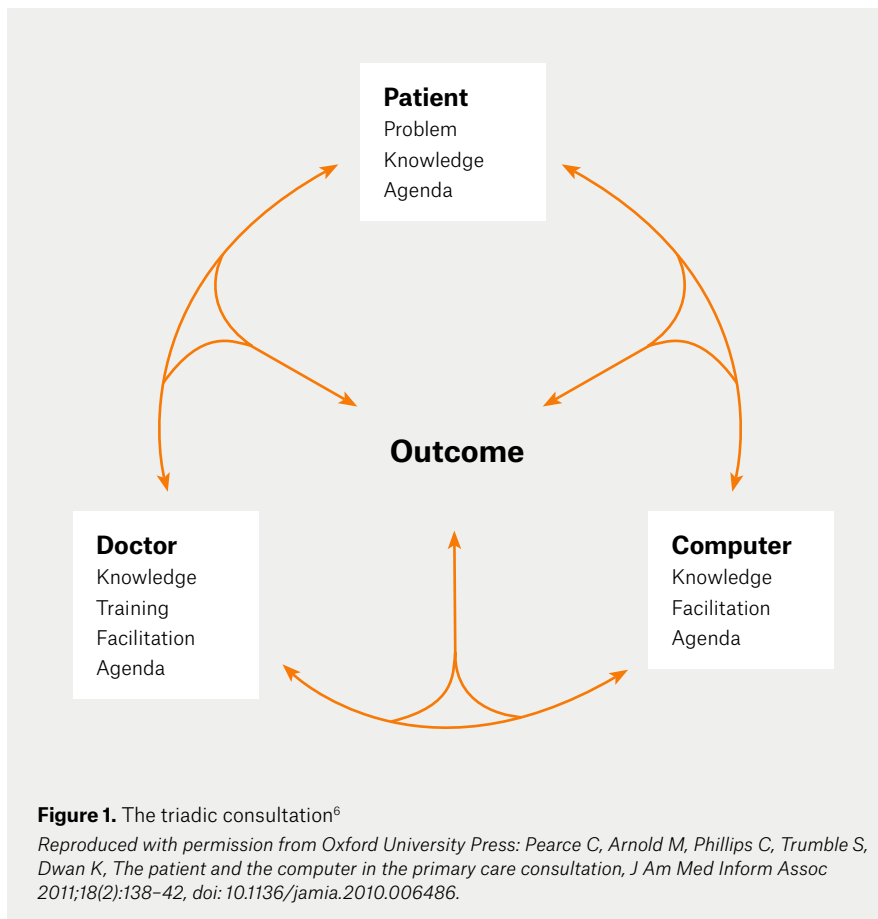 Patient
Problem
Knowledge
Agenda
Outcome
Doctor
Knowledge
Training
Facilitation
Agenda
Computer
Knowledge
Facilitation
Agenda
Figure 1. The triadic consultation⁶
Reproduced with permission from Oxford University Press: Pearce C, Arnold M, Phillips C, Trumble S,
Dwan K, The patient and the computer in the primary care consultation, J Am Med Inform Assoc
2011;18(2):138–42, doi: 10.1136/jamia.2010.006486.